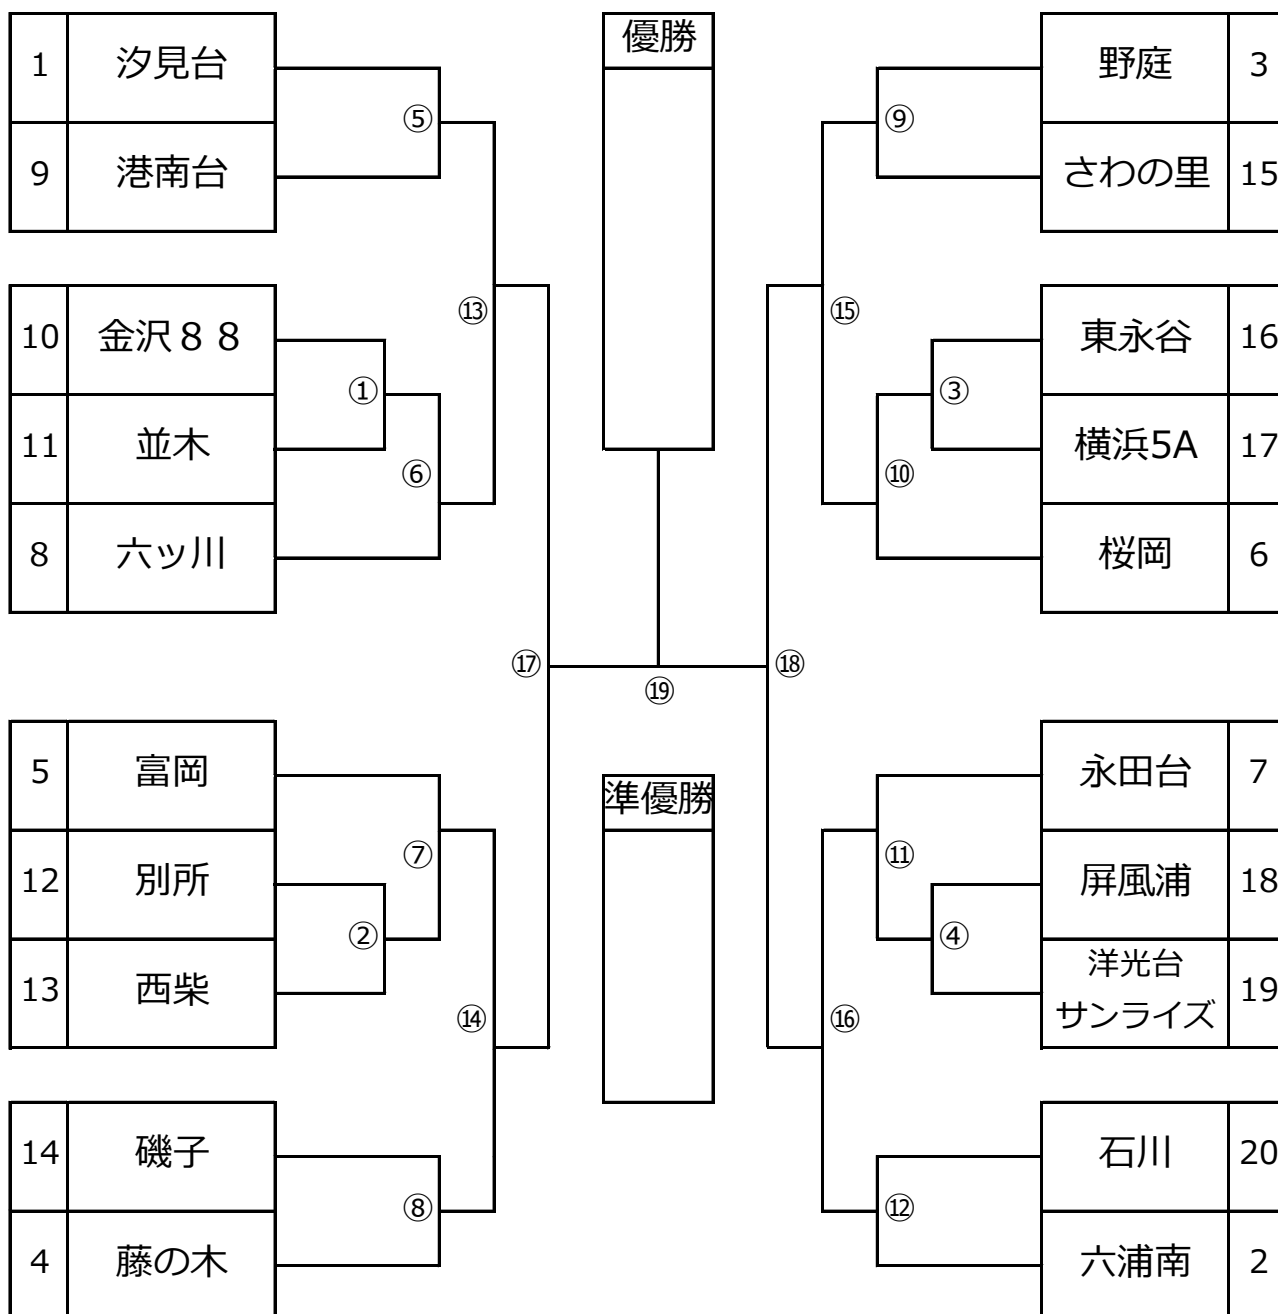 優勝
1 汐見台
⑤
9 港南台
10 金沢８８
⑬
①
11 並木
⑥
8 六ッ川
⑰
5 富岡
⑦
12 別所
②
13 西柴
⑭
14 磯子
⑧
4 藤の木
⑲
準優勝
野庭 3
⑨
さわの里 15
⑮
東永谷 16
③
横浜5A 17
⑩
桜岡 6
⑱
永田台 7
⑪
屏風浦 18
④
洋光台
サンライズ 19
⑯
石川 20
⑫
六浦南 2